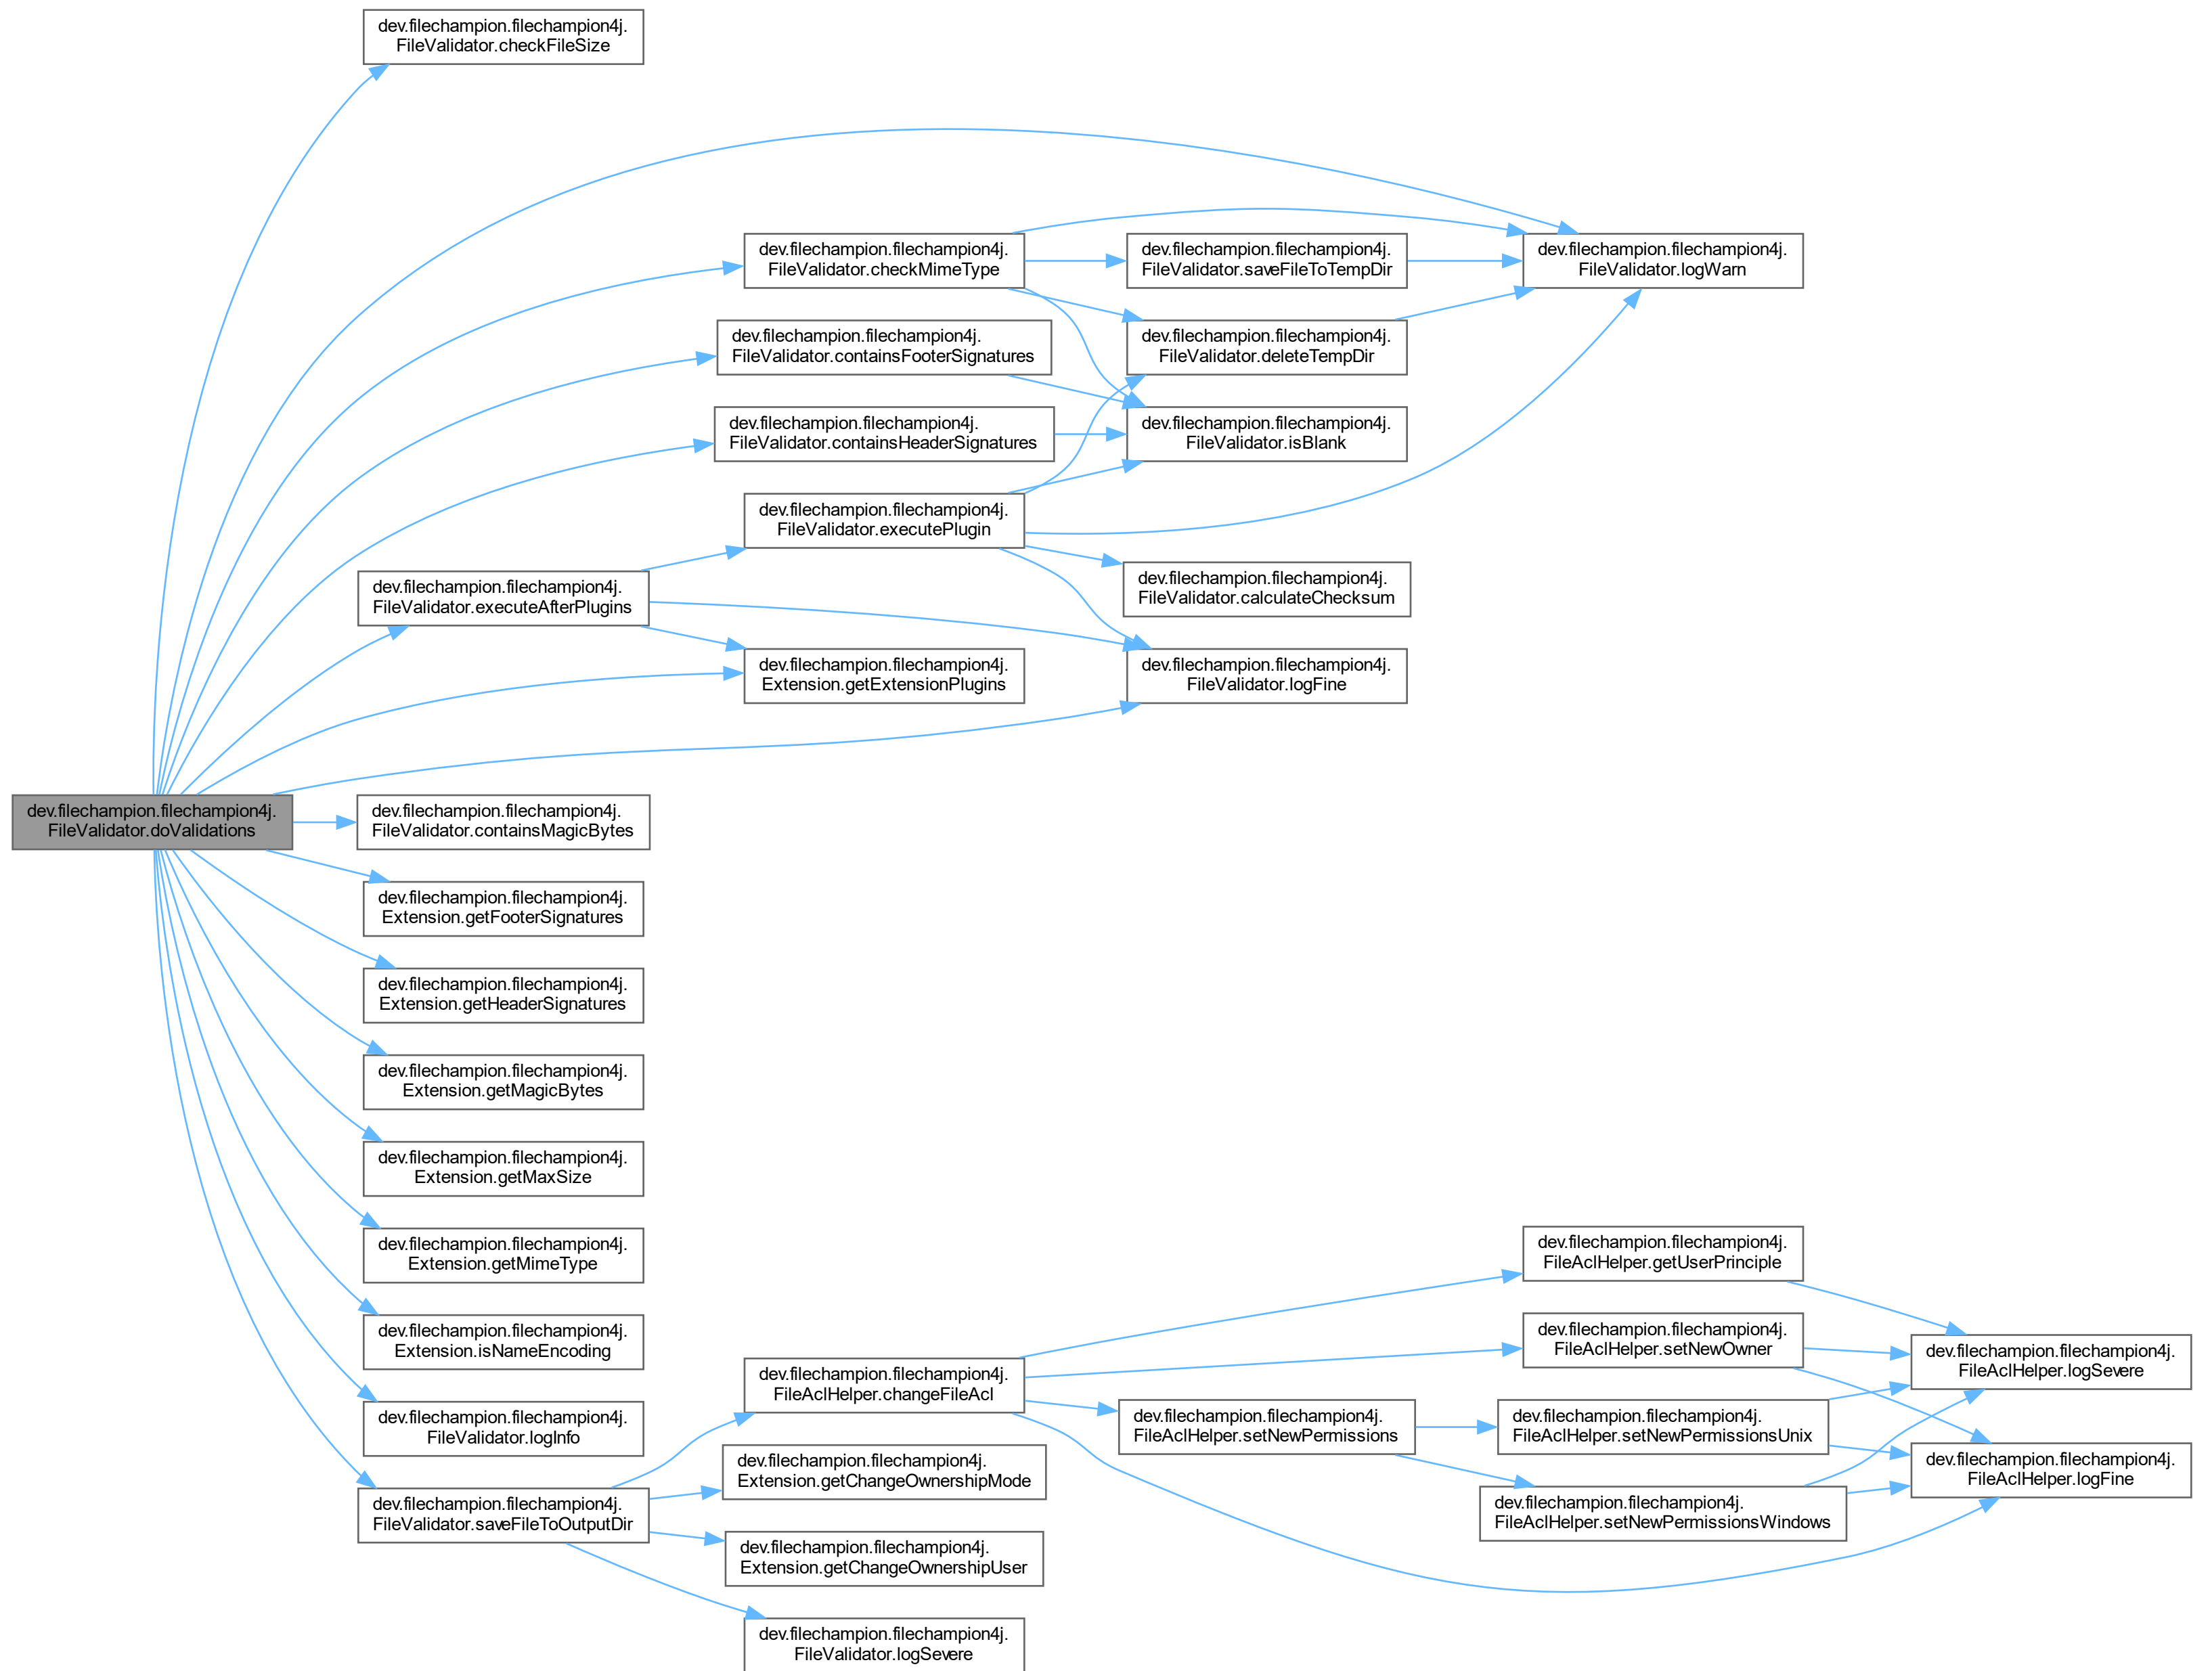 dev.filechampion.filechampion4j.
FileValidator.doValidations
dev.filechampion.filechampion4j.
FileValidator.checkFileSize
dev.filechampion.filechampion4j.
FileValidator.checkMimeType
dev.filechampion.filechampion4j.
FileValidator.saveFileToTempDir
dev.filechampion.filechampion4j.
FileValidator.logWarn
dev.filechampion.filechampion4j.
FileValidator.containsFooterSignatures
dev.filechampion.filechampion4j.
FileValidator.deleteTempDir
dev.filechampion.filechampion4j.
FileValidator.containsHeaderSignatures
dev.filechampion.filechampion4j.
FileValidator.isBlank
dev.filechampion.filechampion4j.
FileValidator.executePlugin
dev.filechampion.filechampion4j.
FileValidator.calculateChecksum
dev.filechampion.filechampion4j.
FileValidator.executeAfterPlugins
dev.filechampion.filechampion4j.
Extension.getExtensionPlugins
dev.filechampion.filechampion4j.
FileValidator.logFine
dev.filechampion.filechampion4j.
FileValidator.containsMagicBytes
dev.filechampion.filechampion4j.
Extension.getFooterSignatures
dev.filechampion.filechampion4j.
Extension.getHeaderSignatures
dev.filechampion.filechampion4j.
Extension.getMagicBytes
dev.filechampion.filechampion4j.
Extension.getMaxSize
dev.filechampion.filechampion4j.
Extension.getMimeType
dev.filechampion.filechampion4j.
Extension.isNameEncoding
dev.filechampion.filechampion4j.
FileValidator.logInfo
dev.filechampion.filechampion4j.
FileValidator.saveFileToOutputDir
dev.filechampion.filechampion4j.
FileAclHelper.changeFileAcl
dev.filechampion.filechampion4j.
Extension.getChangeOwnershipMode
dev.filechampion.filechampion4j.
Extension.getChangeOwnershipUser
dev.filechampion.filechampion4j.
FileValidator.logSevere
dev.filechampion.filechampion4j.
FileAclHelper.getUserPrinciple
dev.filechampion.filechampion4j.
FileAclHelper.setNewOwner
dev.filechampion.filechampion4j.
FileAclHelper.setNewPermissions
dev.filechampion.filechampion4j.
FileAclHelper.setNewPermissionsUnix
dev.filechampion.filechampion4j.
FileAclHelper.setNewPermissionsWindows
dev.filechampion.filechampion4j.
FileAclHelper.logSevere
dev.filechampion.filechampion4j.
FileAclHelper.logFine